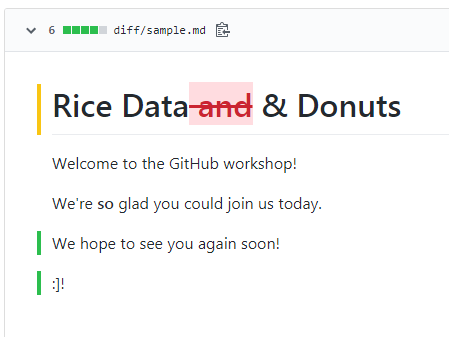 6 diff/sample.md
Rice Data and & Donuts
Welcome to the GitHub workshop!
We're so glad you could join us today.
We hope to see you again soon!
:]!